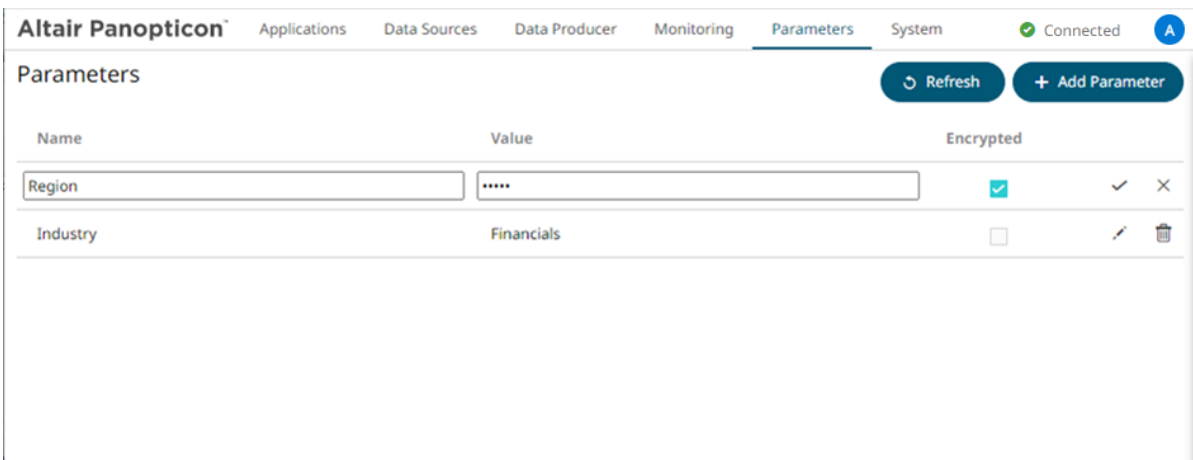 Altair Panopticon™ Applications Data Sources Data Producer Monitoring Parameters System Connected A
Parameters Refresh + Add Parameter
Name Value Encrypted
Region •••••
Industry Financials